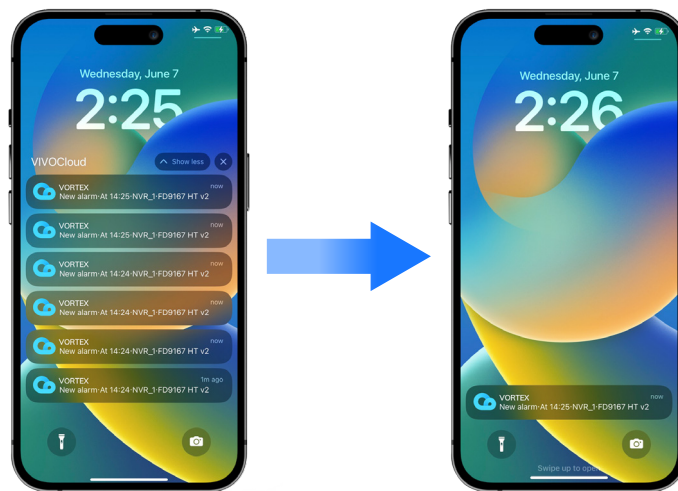 Wednesday, June 7
2:25
VIVOCloud
Show less
VORTEX now
New alarm·At 14:25·NVR_1·FD9167 HT v2
VORTEX now
New alarm·At 14:25·NVR_1·FD9167 HT v2
VORTEX now
New alarm·At 14:24·NVR_1·FD9167 HT v2
VORTEX now
New alarm·At 14:24·NVR_1·FD9167 HT v2
VORTEX now
New alarm·At 14:24·NVR_1·FD9167 HT v2
VORTEX 1m ago
New alarm·At 14:24·NVR_1·FD9167 HT v2
Wednesday, June 7
2:26
VORTEX now
New alarm·At 14:25·NVR_1·FD9167 HT v2
Swipe up to open